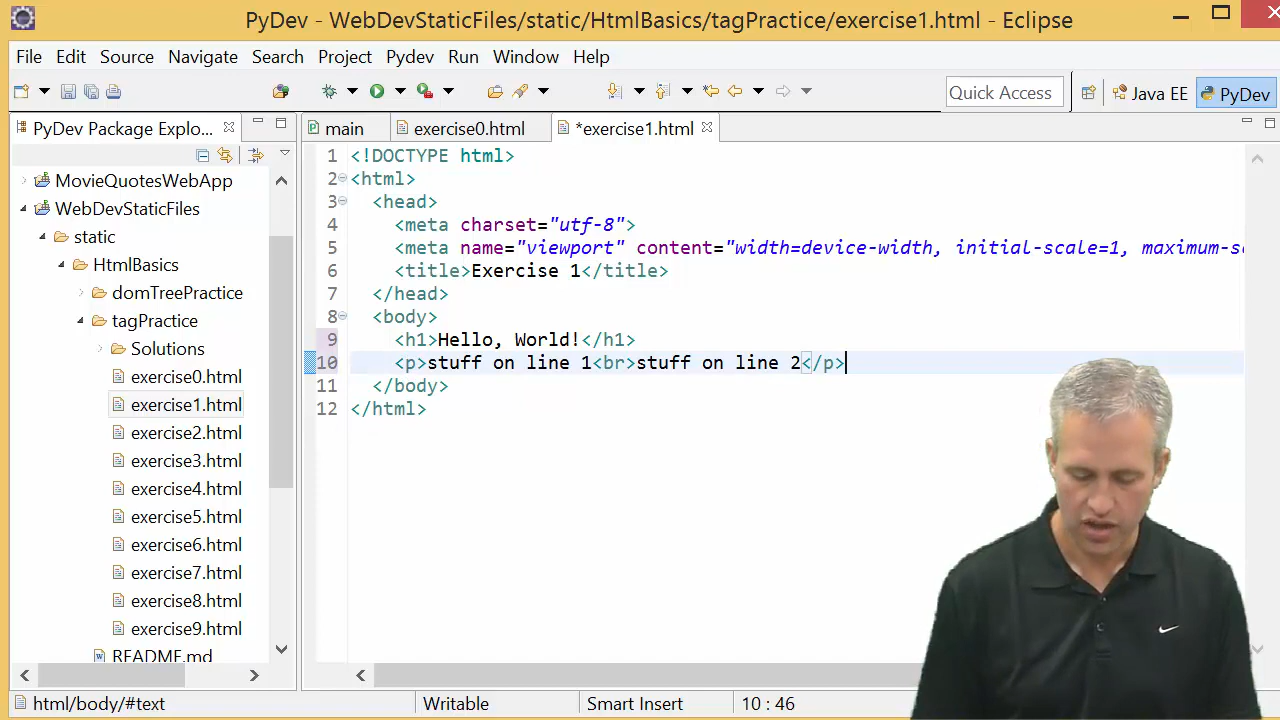 PyDev - WebDevStaticFiles/static/HtmlBasics/tagPractice/exercise1.html - Eclipse
File Edit Source Navigate Search Project Pydev Run Window Help
Quick Access
Java EE
PyDev
PyDev Package Explo...
main
exercise0.html
*exercise1.html
MovieQuotesWebApp
WebDevStaticFiles
static
HtmlBasics
domTreePractice
tagPractice
Solutions
exercise0.html
exercise1.html
exercise2.html
exercise3.html
exercise4.html
exercise5.html
exercise6.html
exercise7.html
exercise8.html
exercise9.html
README.md
1 <!DOCTYPE html>
2 <html>
3 <head>
4 <meta charset="utf-8">
5 <meta name="viewport" content="width=device-width, initial-scale=1, maximum-sc
6 <title>Exercise 1</title>
7 </head>
8 <body>
9 <h1>Hello, World!</h1>
10 <p>stuff on line 1<br>stuff on line 2</p>
11 </body>
12 </html>
html/body/#text
Writable
Smart Insert
10 : 46